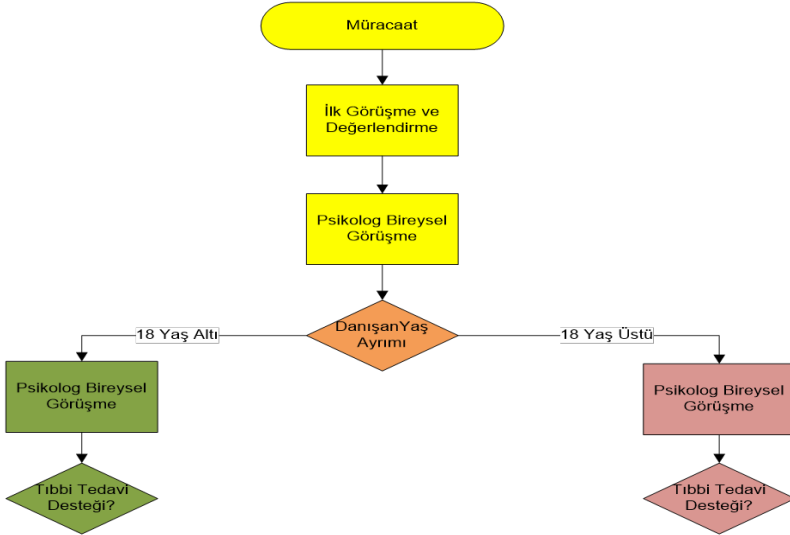 Müracaat
İlk Görüşme ve
Değerlendirme
Psikolog Bireysel
Görüşme
DanışanYaş
Ayrımı
18 Yaş Altı
18 Yaş Üstü
Psikolog Bireysel
Görüşme
Psikolog Bireysel
Görüşme
Tıbbi Tedavi
Desteği?
Tıbbi Tedavi
Desteği?